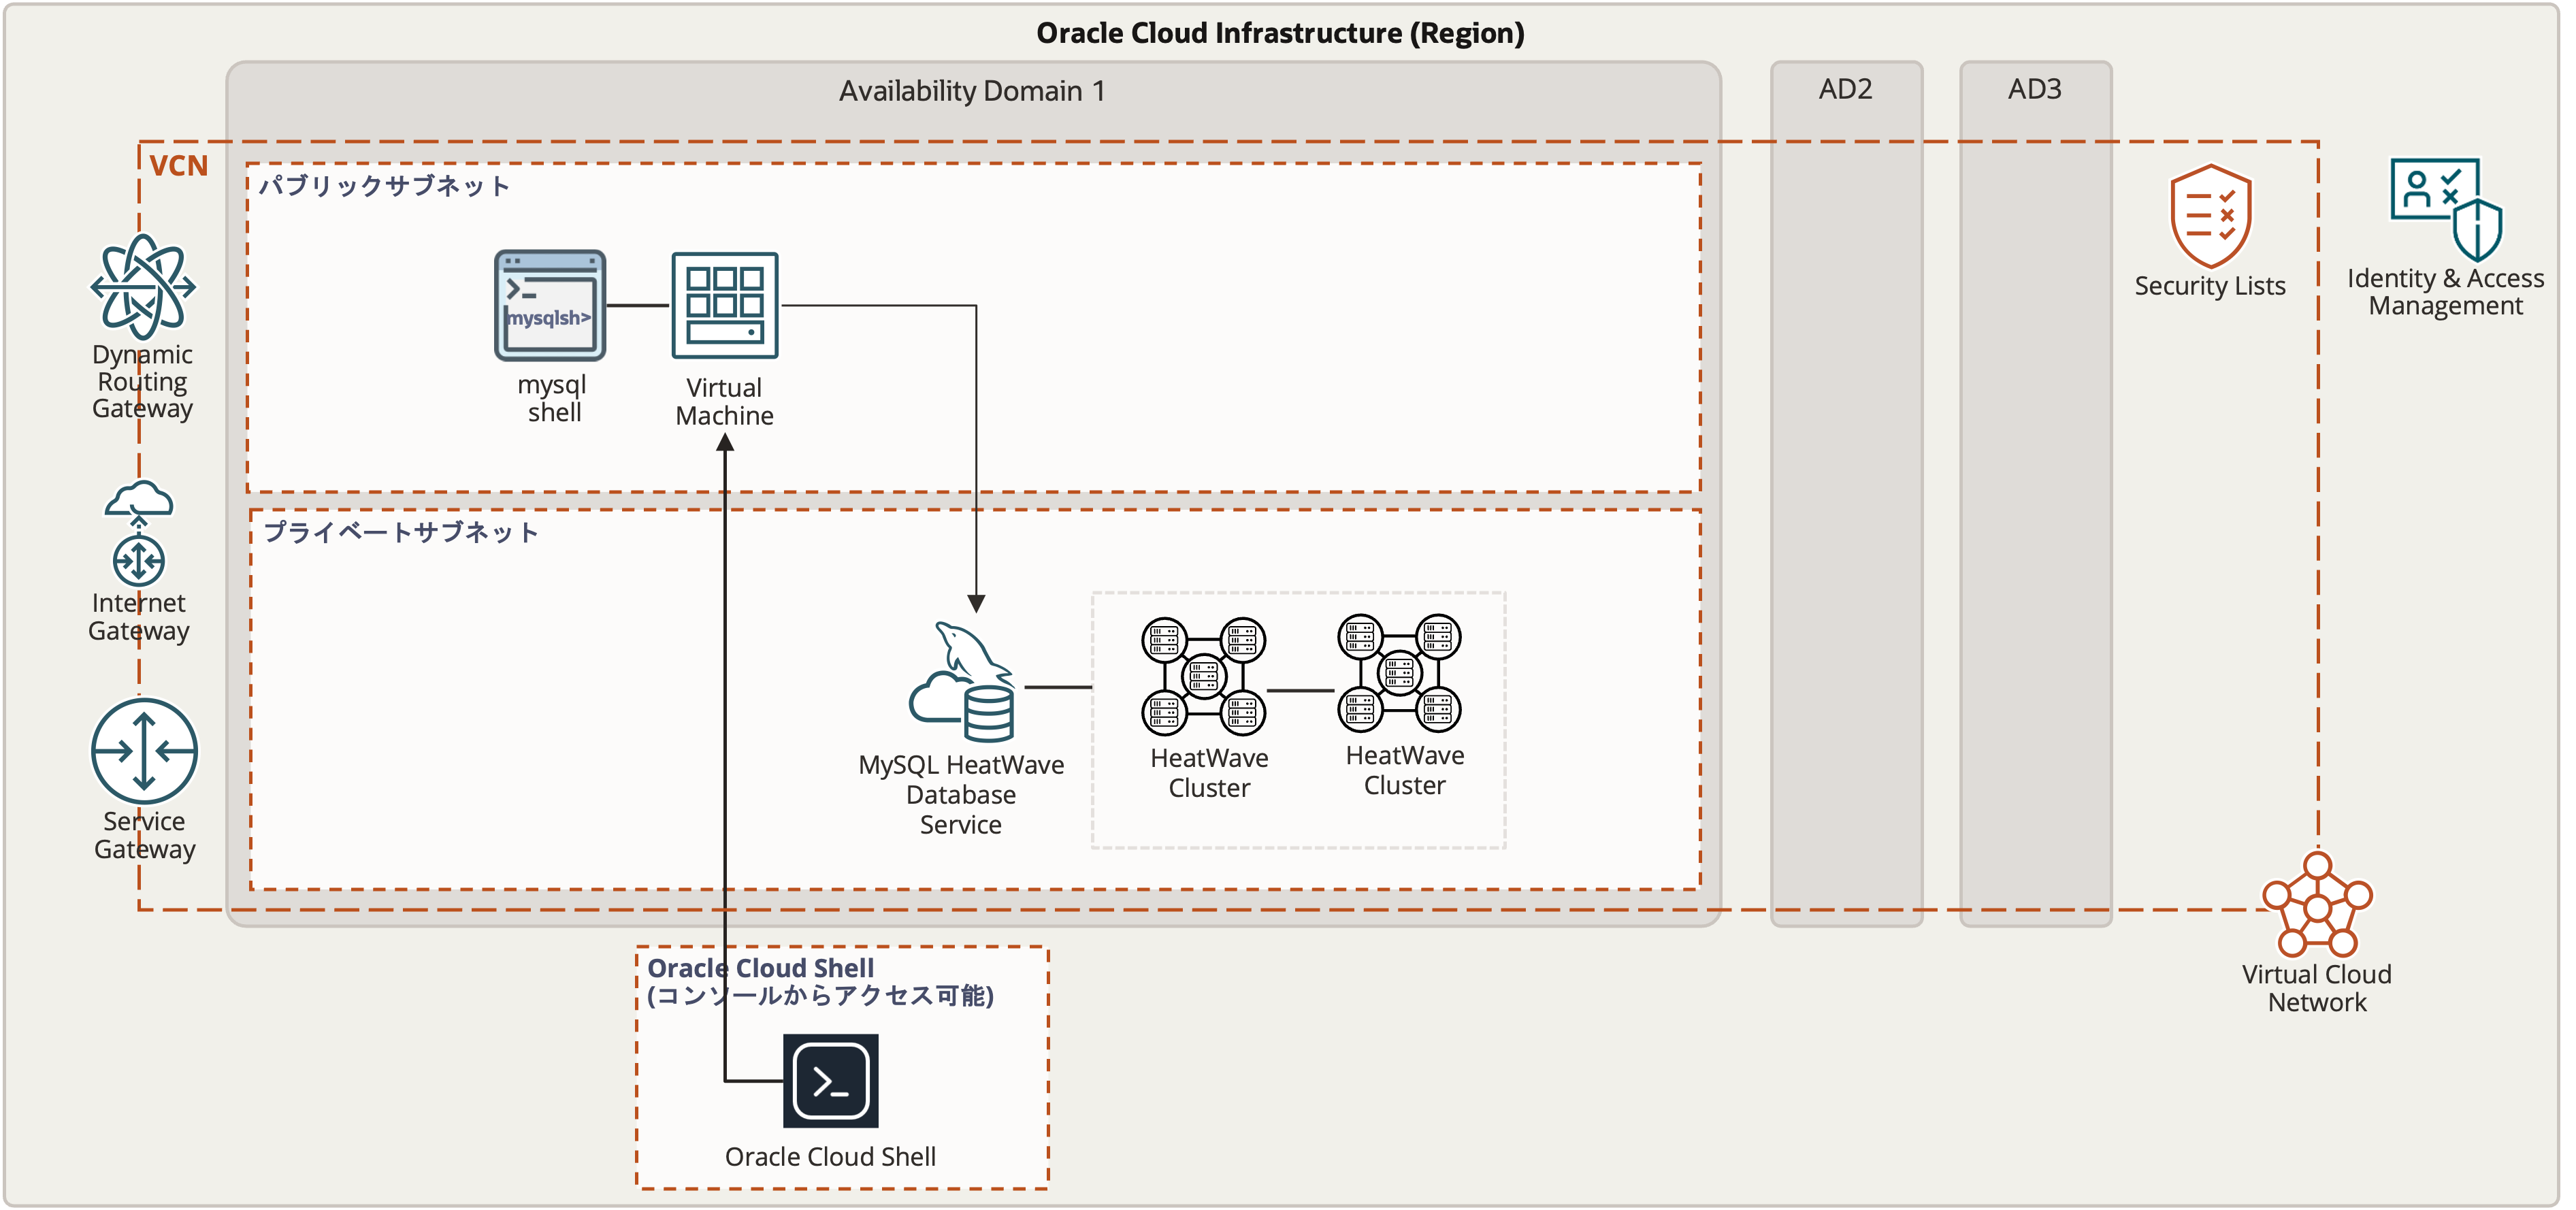 Oracle Cloud Infrastructure (Region)
Availability Domain 1
AD2
AD3
VCN
パブリックサブネット
mysqlsh>
mysql
shell
Virtual
Machine
Dynamic
Routing
Gateway
Internet
Gateway
Service
Gateway
プライベートサブネット
MySQL HeatWave
Database
Service
HeatWave
Cluster
HeatWave
Cluster
Security Lists
Identity & Access
Management
Virtual Cloud
Network
Oracle Cloud Shell
(コンソールからアクセス可能)
Oracle Cloud Shell